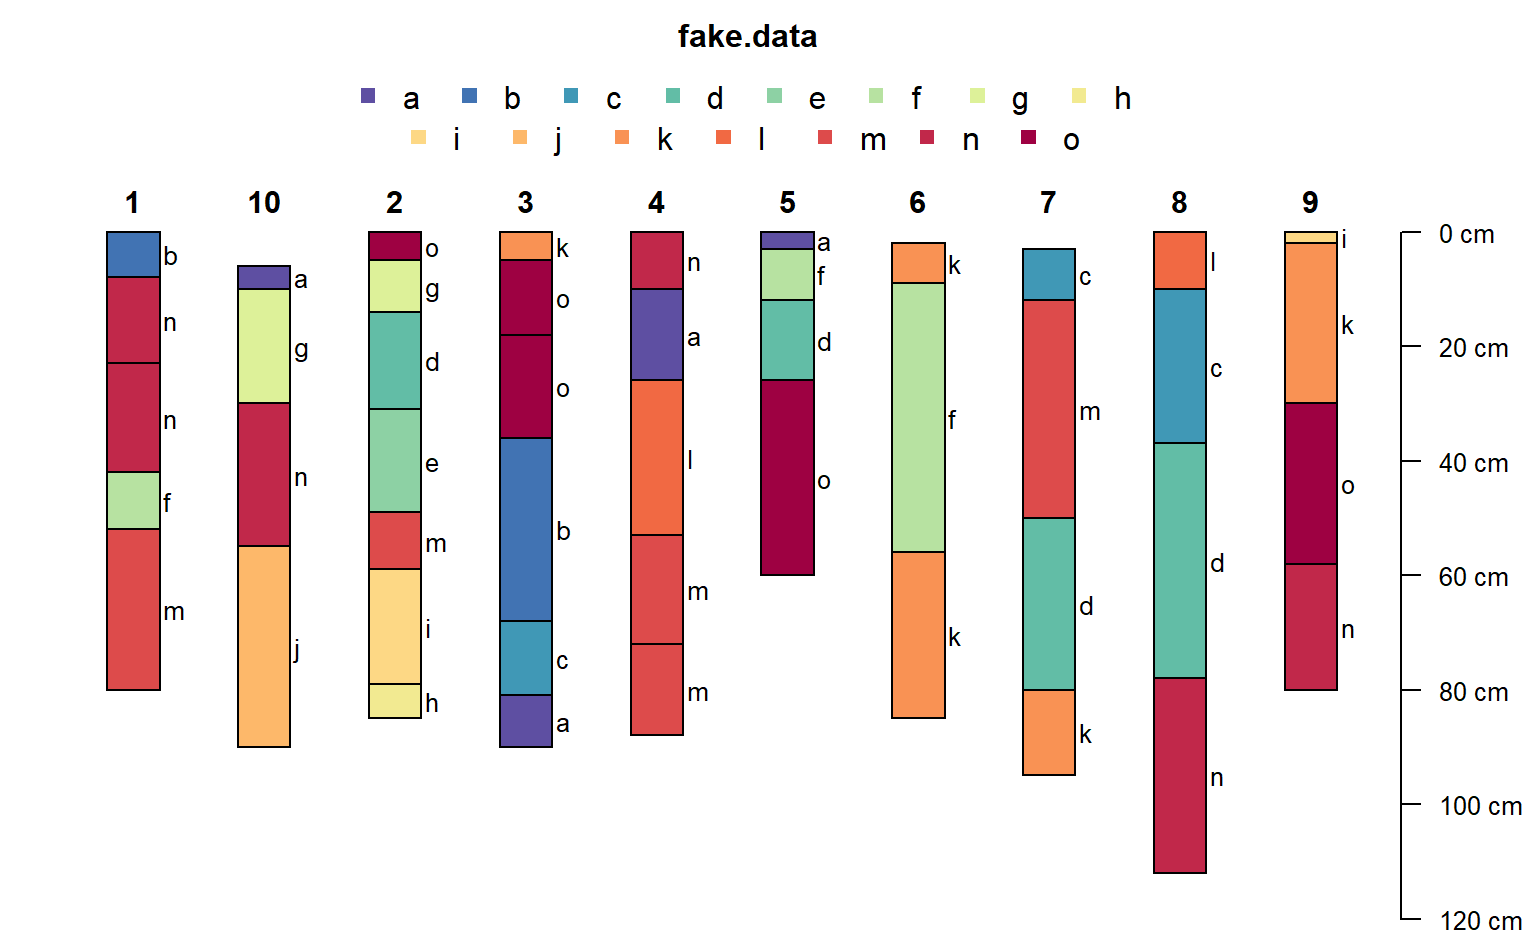 fake.data
a b c d e f g h
i j k l m n o
1 10 2 3 4 5 6 7 8 9
b
n
n
f
m
a
g
n
j
o
g
d
e
m
i
h
k
o
o
b
c
a
n
a
l
m
m
a
f
d
o
k
f
k
c
m
d
k
l
c
d
n
i
k
o
n
0 cm
20 cm
40 cm
60 cm
80 cm
100 cm
120 cm